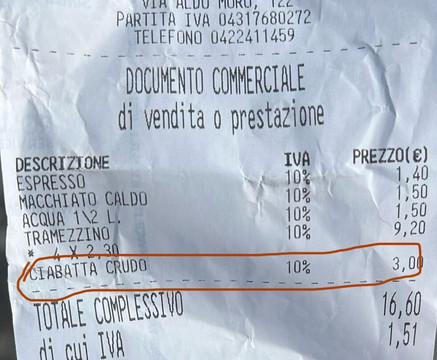 VIA ALDO MORO, 122
PARTITA IVA 04317680272
TELEFONO 0422411459
DOCUMENTO COMMERCIALE
di vendita o prestazione
DESCRIZIONE IVA PREZZO(€)
ESPRESSO 10% 1,40
MACCHIATO CALDO 10% 1,50
ACQUA 1\2 L. 10% 1,50
TRAMEZZINO 10% 9,20
* 4 X 2,30
CIABATTA CRUDO 10% 3,00
TOTALE COMPLESSIVO 16,60
di cui IVA 1,51